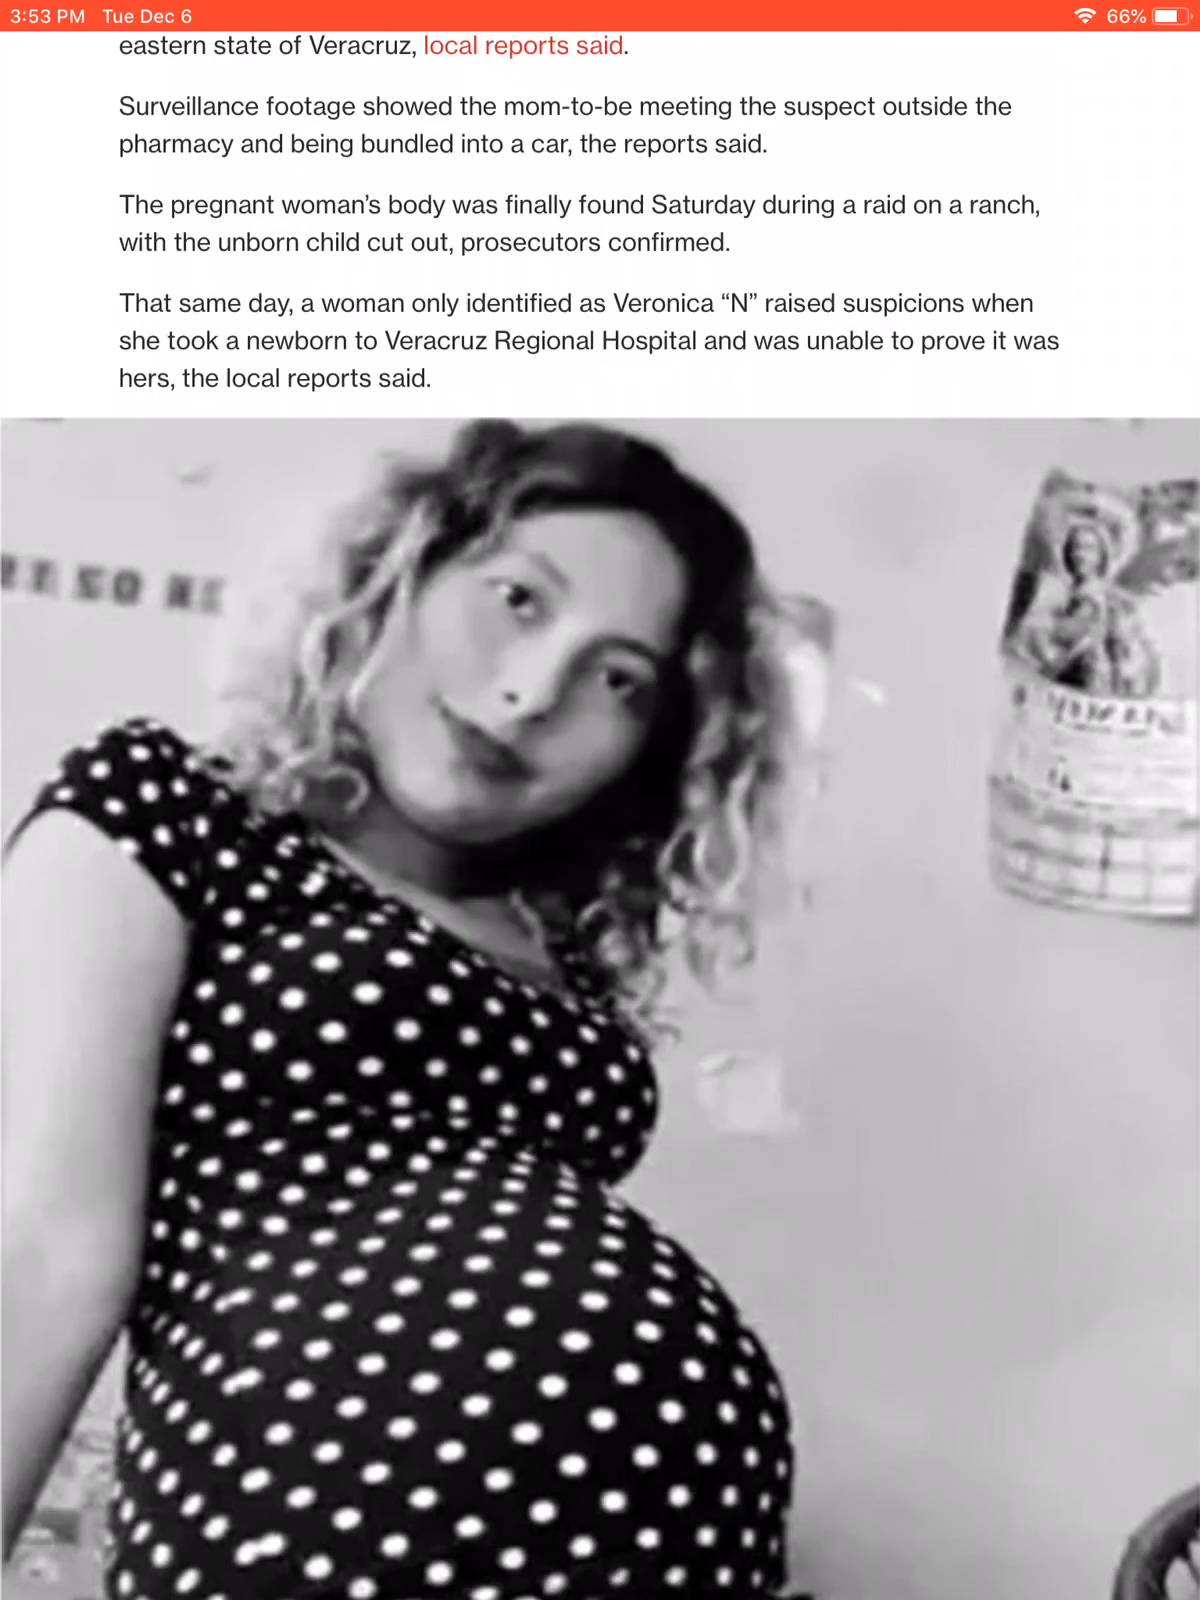 3:53 PM Tue Dec 6
66%
eastern state of Veracruz, local reports said.
Surveillance footage showed the mom-to-be meeting the suspect outside the
pharmacy and being bundled into a car, the reports said.
The pregnant woman’s body was finally found Saturday during a raid on a ranch,
with the unborn child cut out, prosecutors confirmed.
That same day, a woman only identified as Veronica “N” raised suspicions when
she took a newborn to Veracruz Regional Hospital and was unable to prove it was
hers, the local reports said.